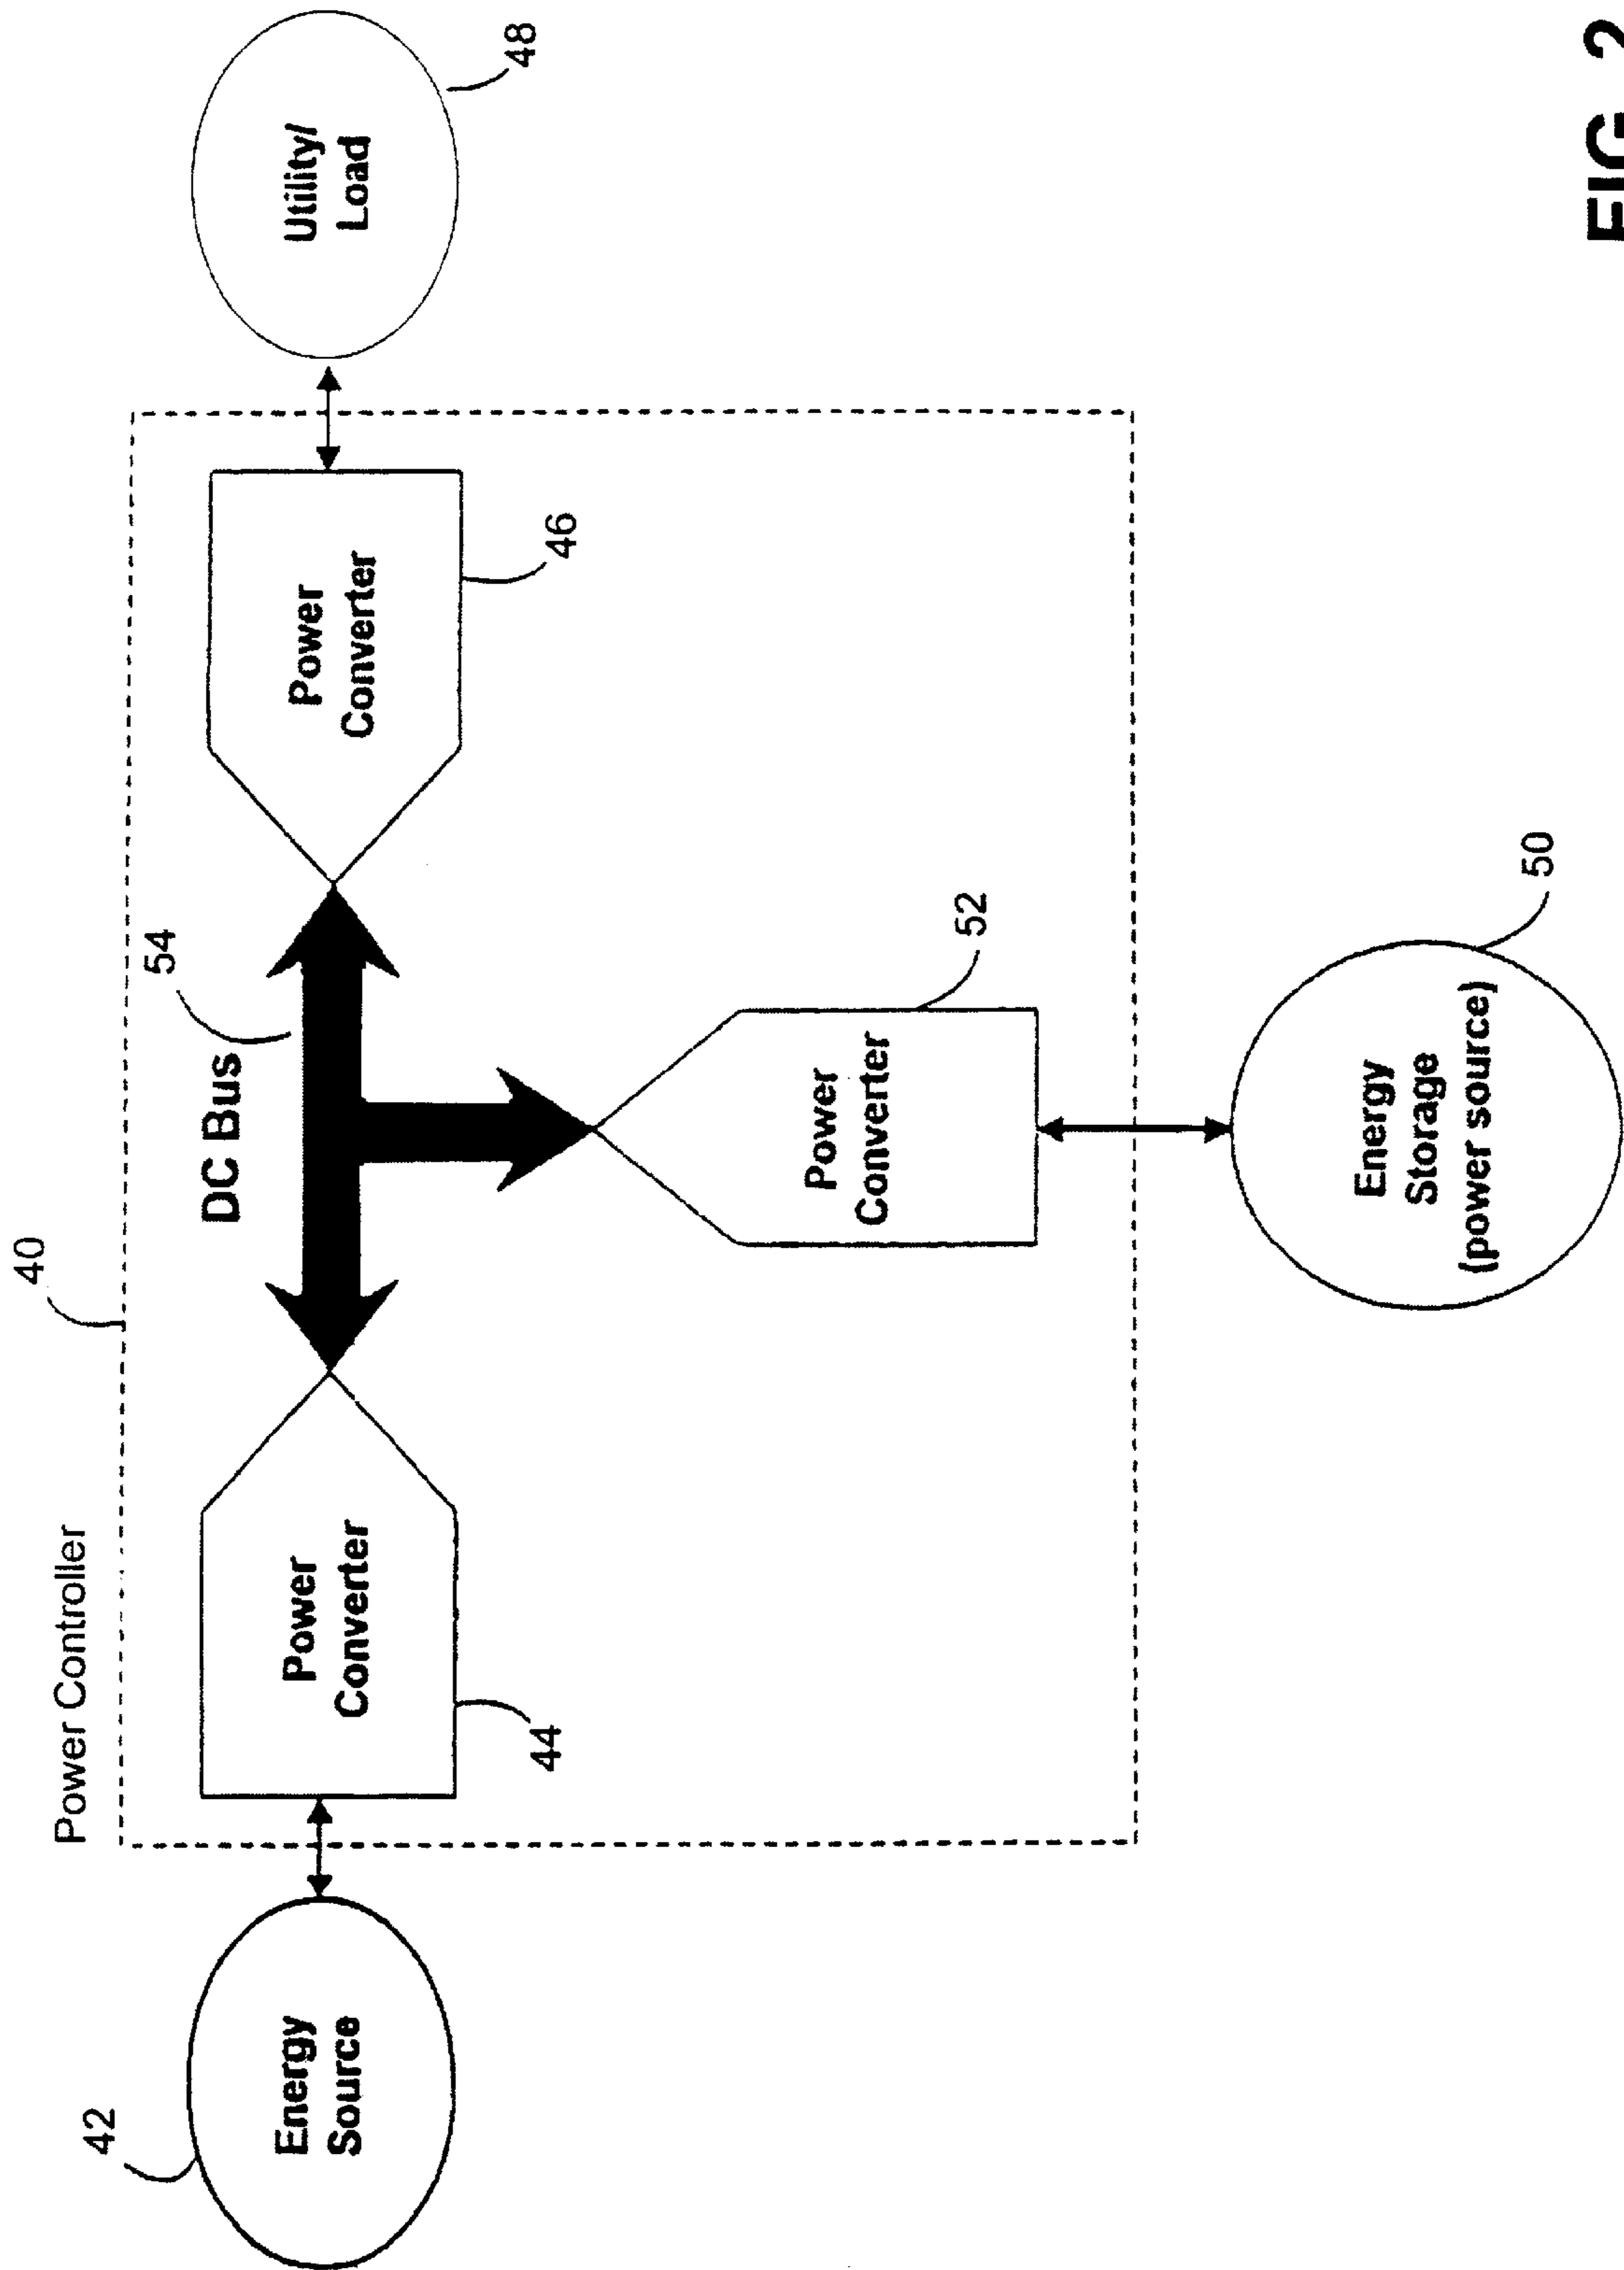 Power Controller
40
DC Bus
54
42
Energy
Source
Power
Converter
44
Power
Converter
46
Utility/
Load
48
Power
Converter
52
Energy
Storage
(power source)
50
FIG. 2